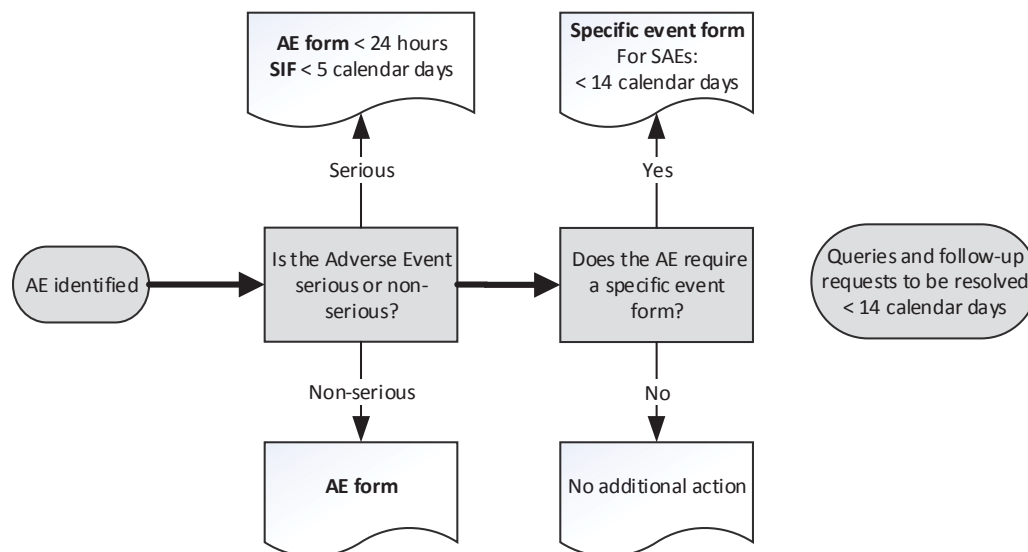 AE form < 24 hours
SIF < 5 calendar days
Specific event form
For SAEs:
< 14 calendar days
Serious
Yes
AE identified
Is the Adverse Event
serious or non-
serious?
Does the AE require
a specific event
form?
Queries and follow-up
requests to be resolved
< 14 calendar days
Non-serious
No
AE form
No additional action